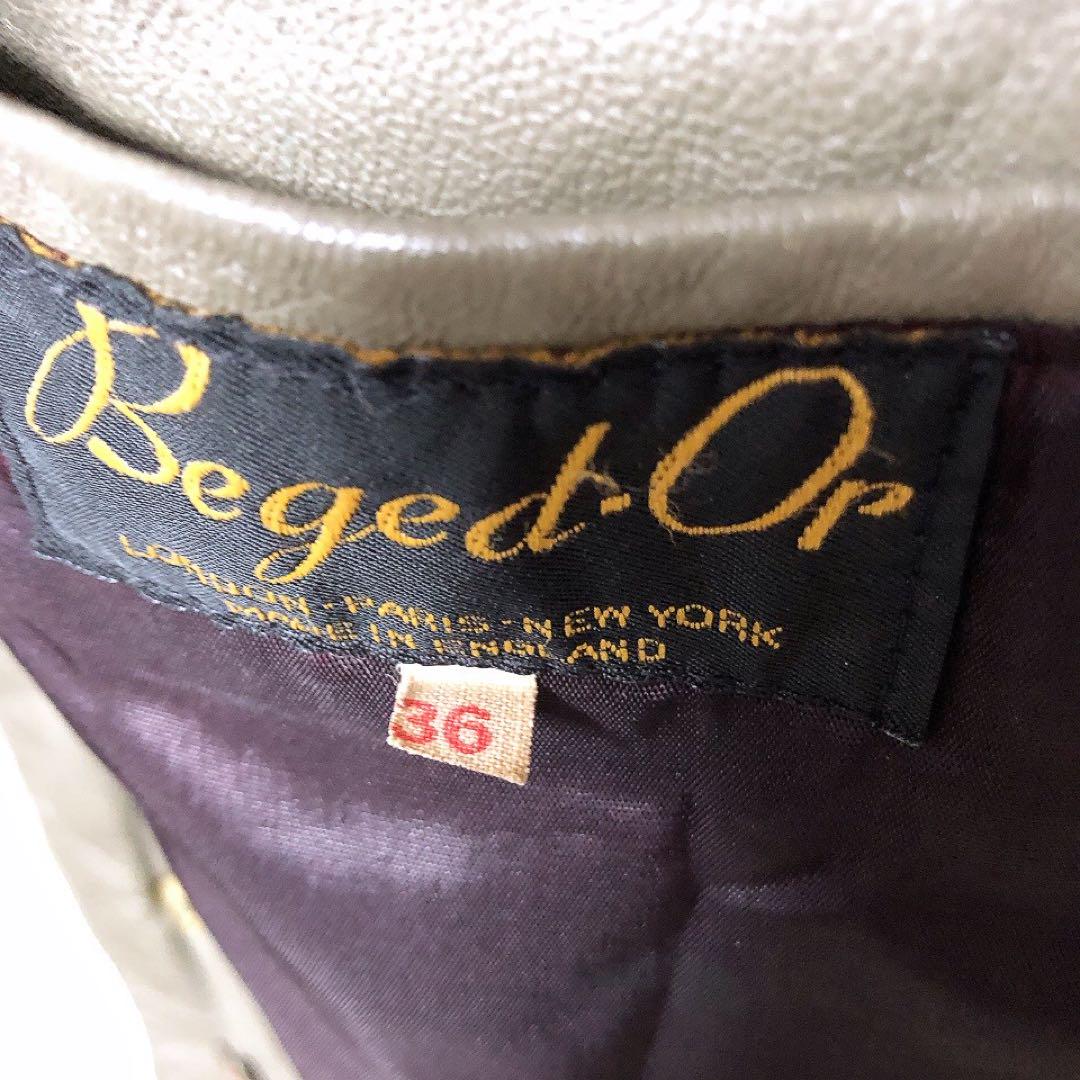 Beged-Or
LONDON-PARIS-NEW YORK
MADE IN ENGLAND
36